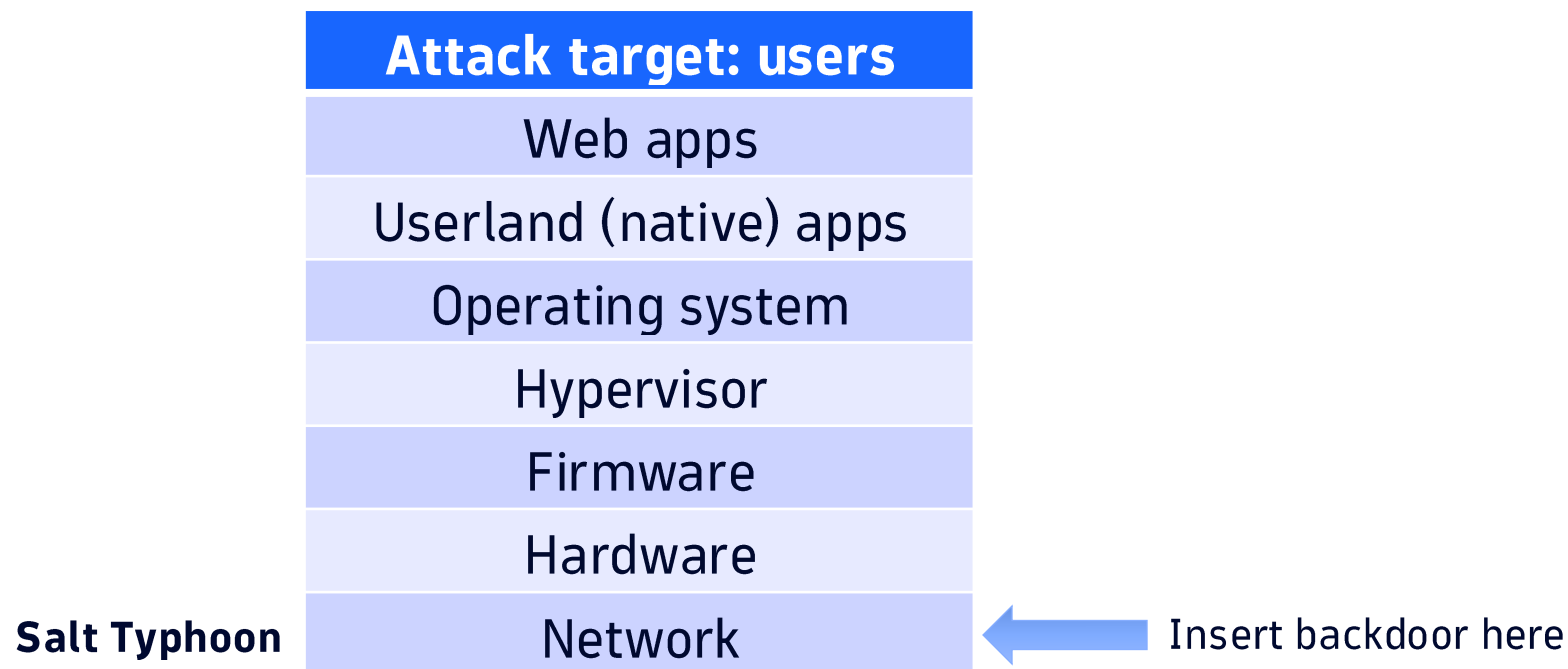 Attack target: users
Web apps
Userland (native) apps
Operating system
Hypervisor
Firmware
Hardware
Salt Typhoon
Network
Insert backdoor here